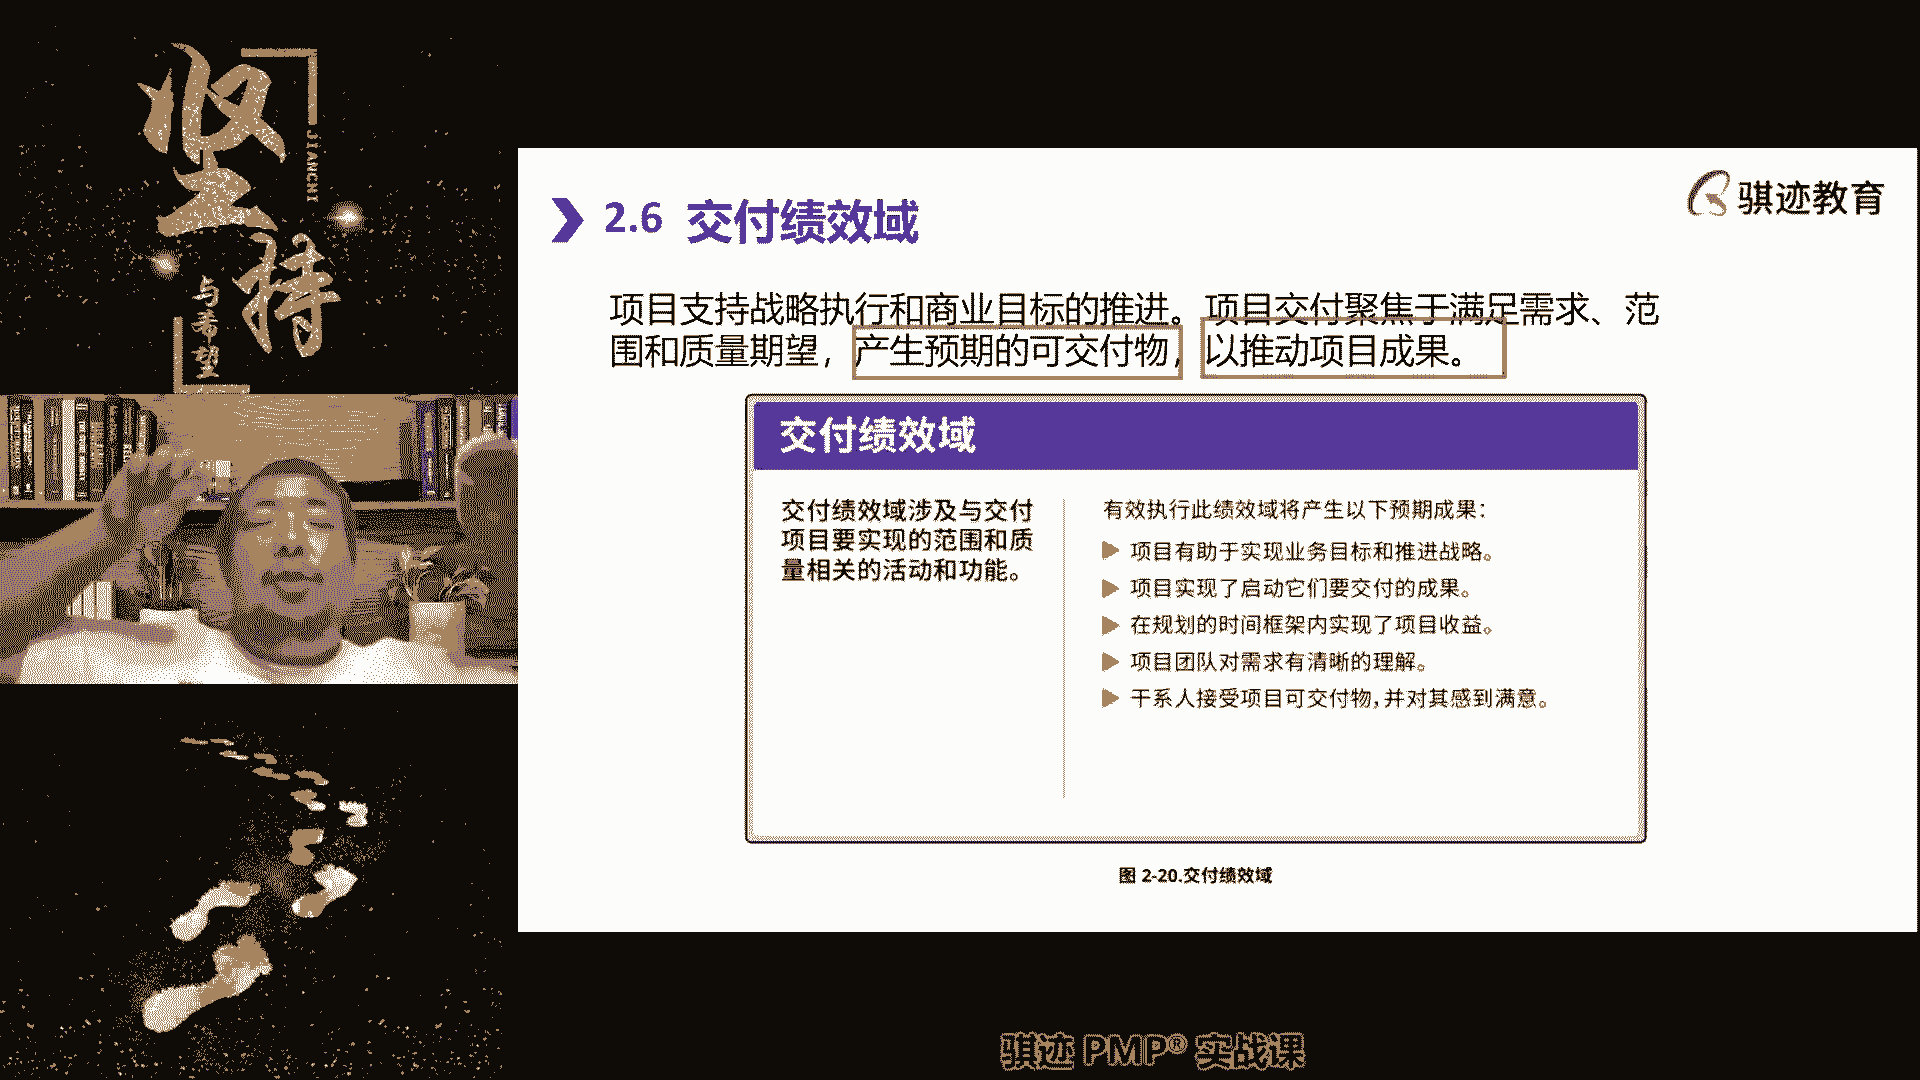 坚持
JIANCHI
与希望
骐迹教育
2.6 交付绩效域
项目支持战略执行和商业目标的推进。项目交付聚焦于满足需求、范
围和质量期望，产生预期的可交付物，以推动项目成果。
交付绩效域
交付绩效域涉及与交付
项目要实现的范围和质
量相关的活动和功能。
有效执行此绩效域将产生以下预期成果：
项目有助于实现业务目标和推进战略。
项目实现了启动它们要交付的成果。
在规划的时间框架内实现了项目收益。
项目团队对需求有清晰的理解。
干系人接受项目可交付物，并对其感到满意。
图 2-20.交付绩效域
骐迹 PMP® 实战课